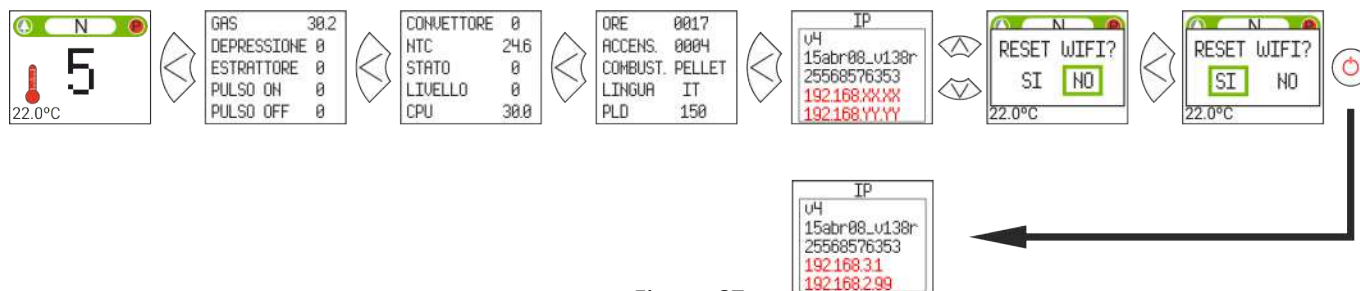 N P
5
22.0ºC
GAS 30.2
DEPRESSIONE 0
ESTRATTORE 0
PULSO ON 0
PULSO OFF 0
CONVETTORE 0
NTC 24.6
STATO 0
LIVELLO 0
CPU 30.0
ORE 0017
ACCENS. 0004
COMBUST. PELLET
LINGUA IT
PLD 150
IP
v4
15abr08_v138r
25568576353
192.168.XX.XX
192.168.YY.YY
N
RESET WIFI?
SI NO
22.0ºC
N
RESET WIFI?
SI NO
22.0ºC
IP
v4
15abr08_v138r
25568576353
192.168.3.1
192.168.2.99